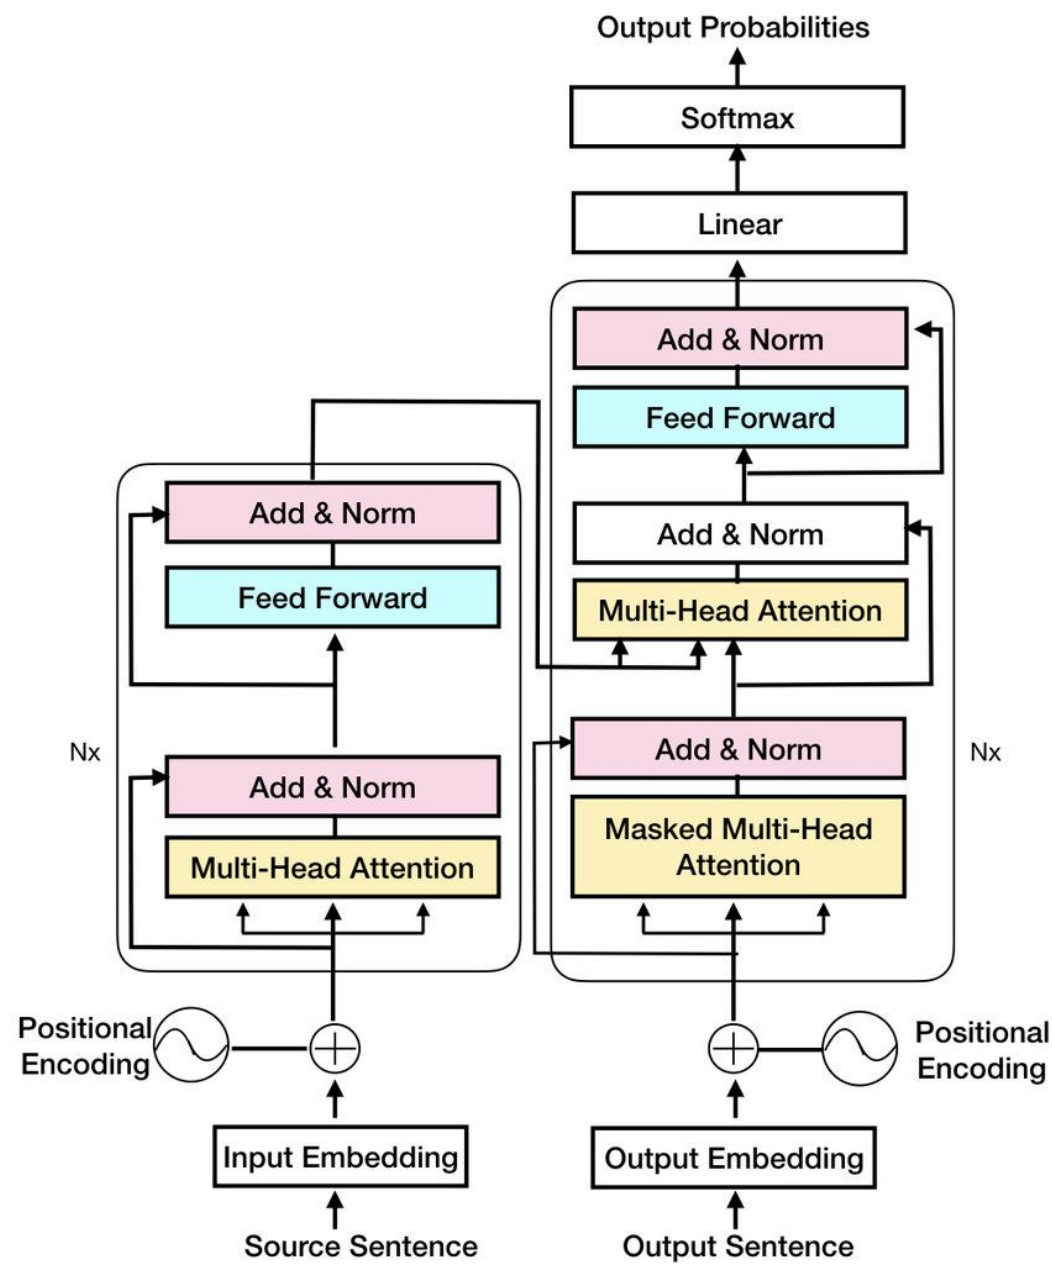 Output Probabilities
Softmax
Linear
Add & Norm
Feed Forward
Add & Norm
Multi-Head Attention
Add & Norm
Masked Multi-Head
Attention
Nx
Add & Norm
Feed Forward
Add & Norm
Multi-Head Attention
Nx
Positional
Encoding
Positional
Encoding
Input Embedding
Output Embedding
Source Sentence
Output Sentence